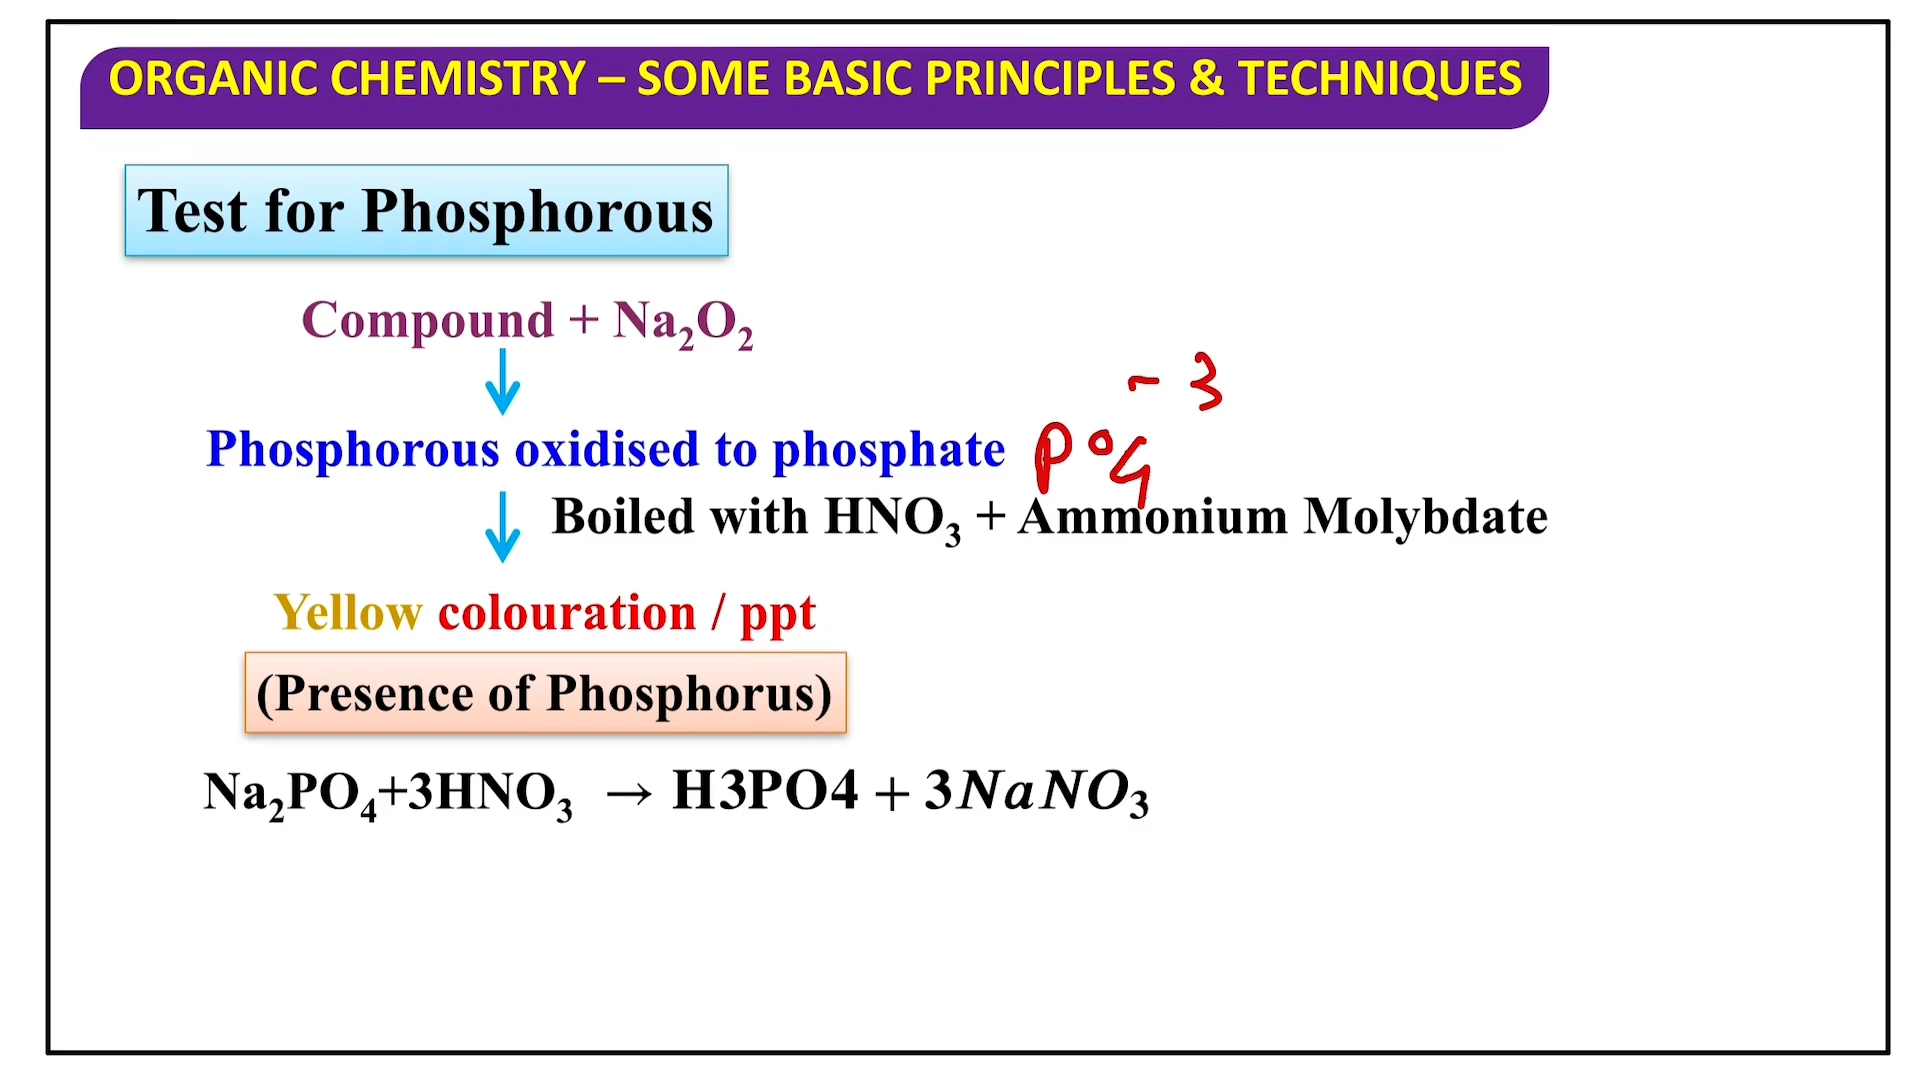 ORGANIC CHEMISTRY – SOME BASIC PRINCIPLES & TECHNIQUES
Test for Phosphorous
Compound + Na₂O₂
Phosphorous oxidised to phosphate PO₄⁻³
Boiled with HNO₃ + Ammonium Molybdate
Yellow colouration / ppt
(Presence of Phosphorus)
Na₂PO₄+3HNO₃ → H3PO4 + 3NaNO₃